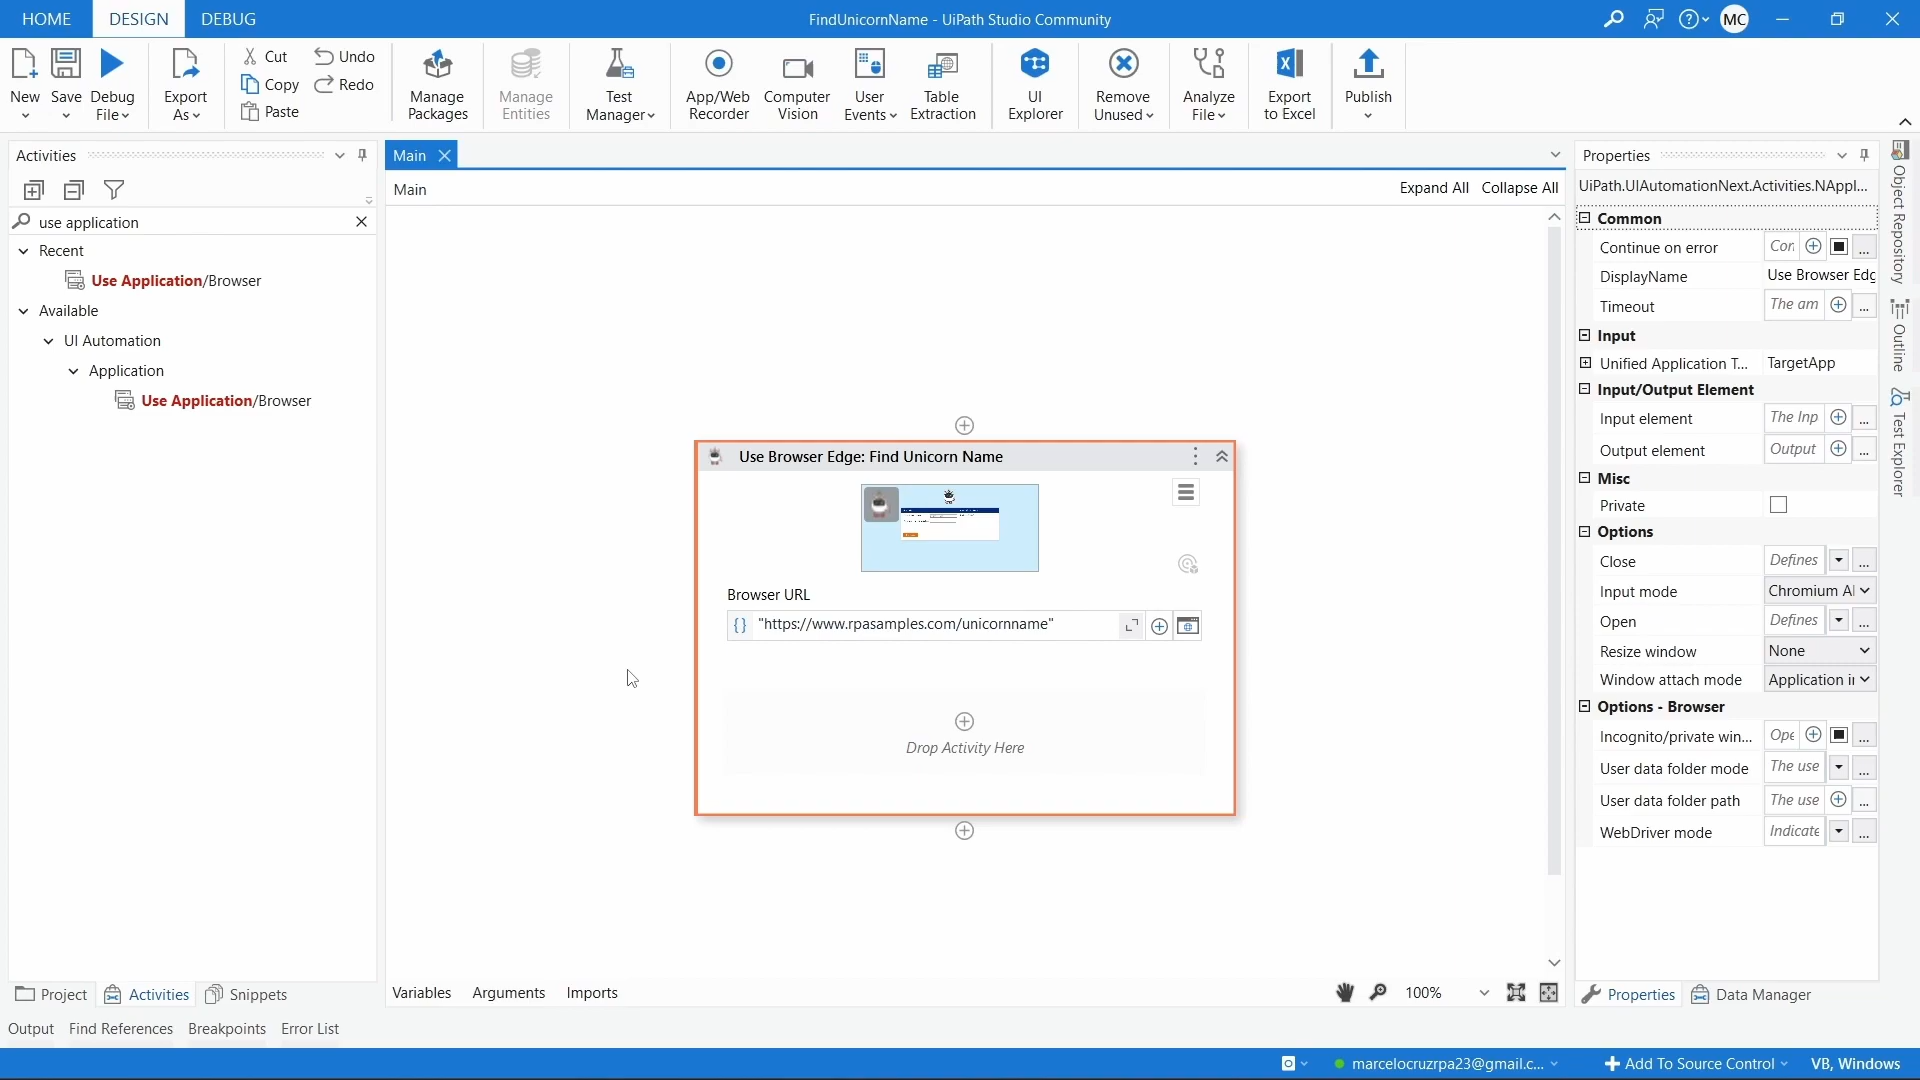 HOME DESIGN DEBUG
FindUnicornName - UiPath Studio Community
MC
New
Save
Debug File
Export As
Cut
Copy
Paste
Undo
Redo
Manage Packages
Manage Entities
Test Manager
App/Web Recorder
Computer Vision
User Events
Table Extraction
UI Explorer
Remove Unused
Analyze File
Export to Excel
Publish
Activities
use application
Recent
Use Application/Browser
Available
UI Automation
Application
Use Application/Browser
Project
Activities
Snippets
Main
Main
Expand All Collapse All
Use Browser Edge: Find Unicorn Name
Browser URL
{} "https://www.rpasamples.com/unicornname"
Drop Activity Here
Variables Arguments Imports
100%
Properties
UiPath.UIAutomationNext.Activities.NAppl...
Common
Continue on error Con ...
DisplayName Use Browser Edg
Timeout The am ...
Input
Unified Application T... TargetApp
Input/Output Element
Input element The Inp ...
Output element Output ...
Misc
Private
Options
Close Defines ...
Input mode Chromium AI
Open Defines ...
Resize window None
Window attach mode Application in
Options - Browser
Incognito/private win... Ope ...
User data folder mode The use ...
User data folder path The use ...
WebDriver mode Indicate ...
Properties
Data Manager
Object Repository
Outline
Test Explorer
Output Find References Breakpoints Error List
marcelocruzrpa23@gmail.c...
Add To Source Control
VB, Windows